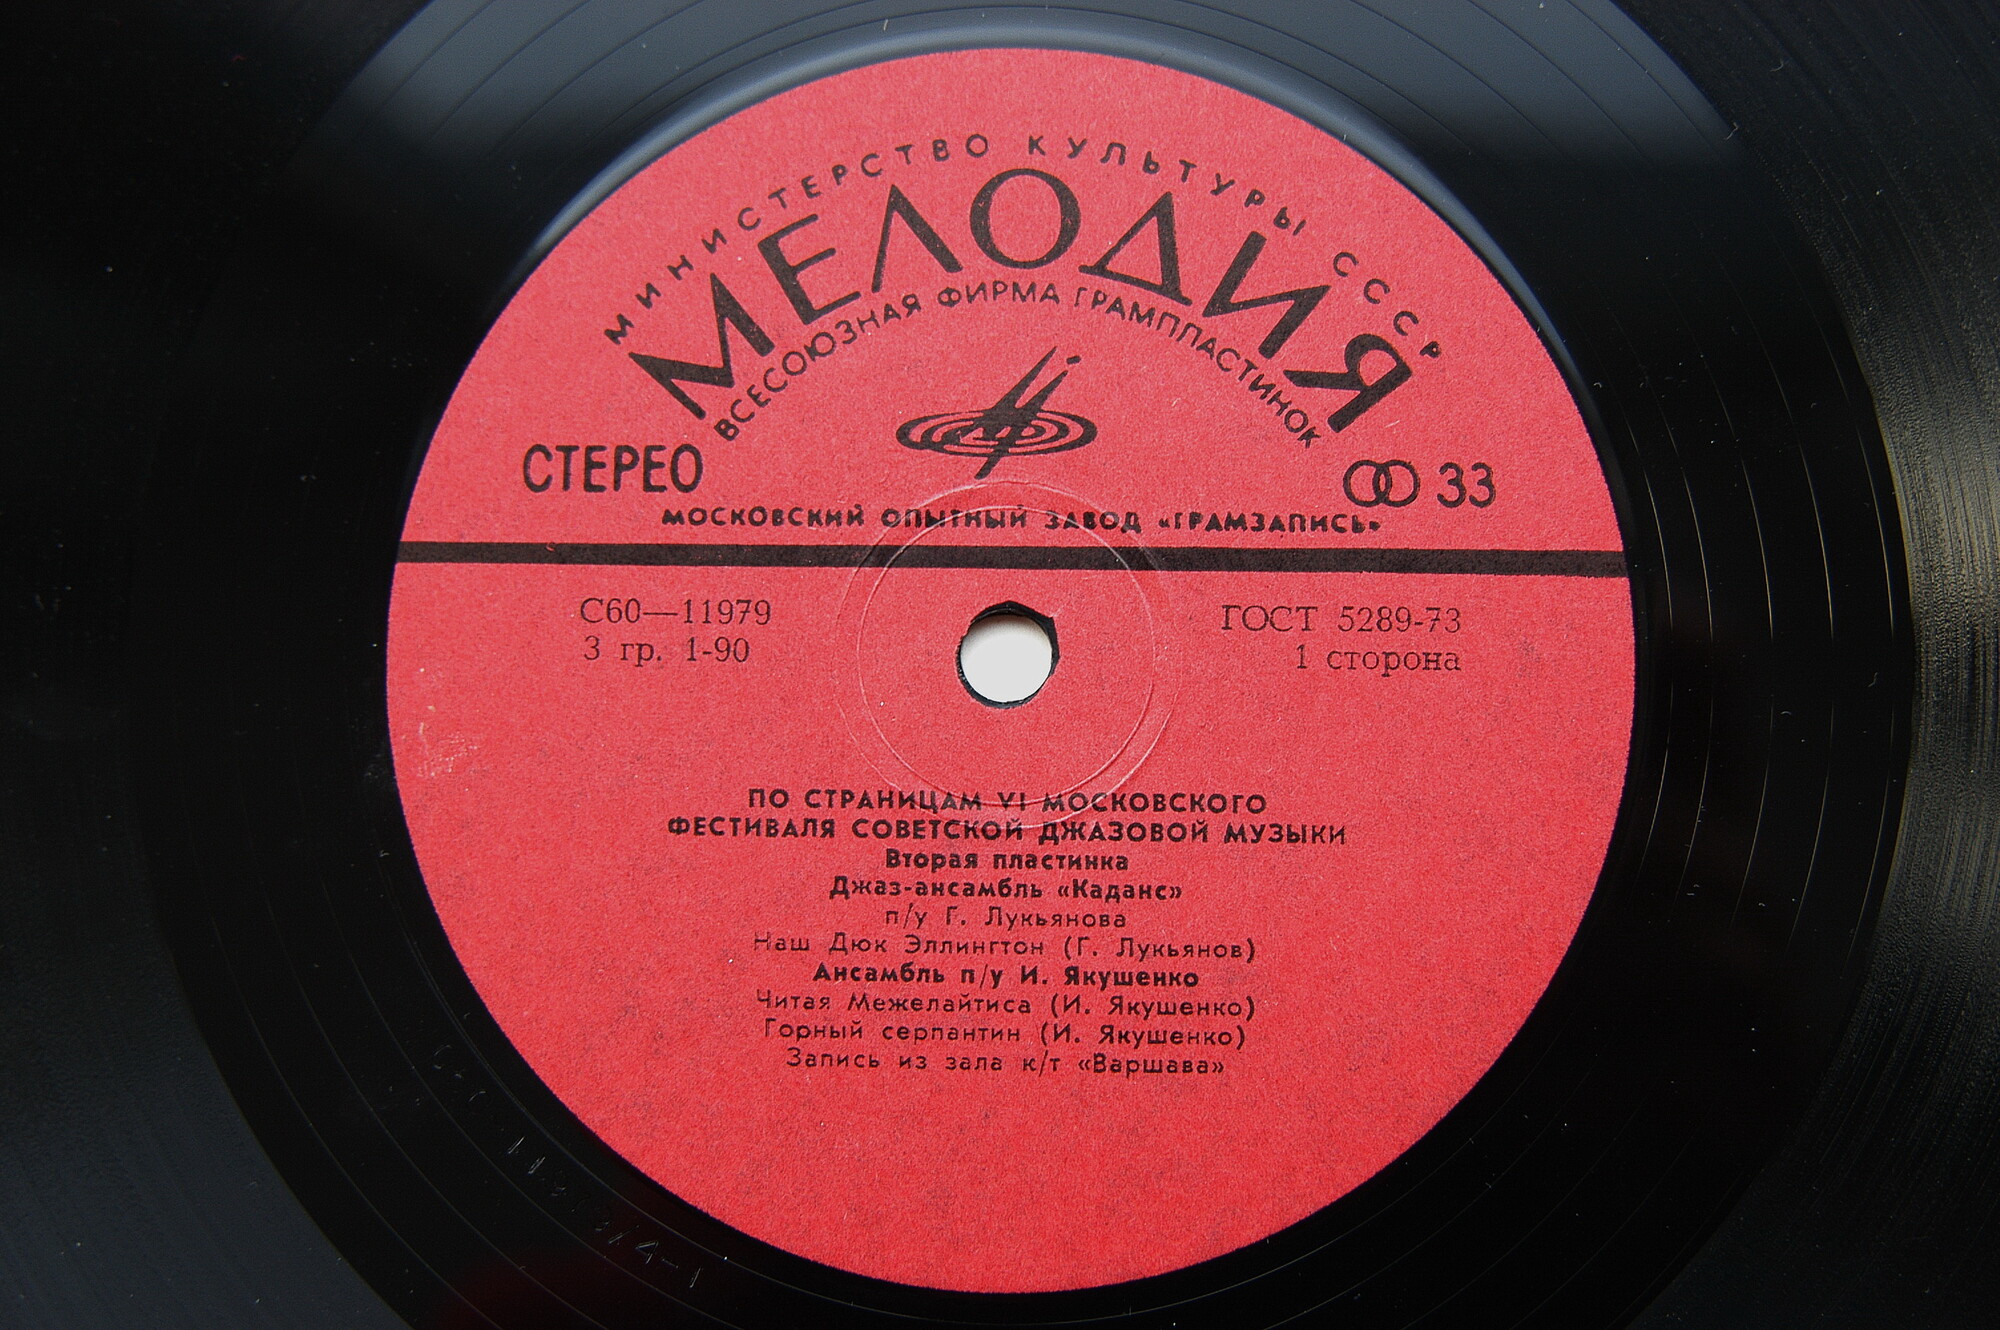 МИНИСТЕРСТВО КУЛЬТУРЫ СССР
МЕЛОДИЯ
ВСЕСОЮЗНАЯ ФИРМА ГРАМПЛАСТИНОК
СТЕРЕО
33
МОСКОВСКИЙ ОПЫТНЫЙ ЗАВОД «ГРАМЗАПИСЬ»
С60—11979
3 гр. 1-90
ГОСТ 5289-73
1 сторона
ПО СТРАНИЦАМ VI МОСКОВСКОГО
ФЕСТИВАЛЯ СОВЕТСКОЙ ДЖАЗОВОЙ МУЗЫКИ
Вторая пластинка
Джаз-ансамбль «Каданс»
п/у Г. Лукьянова
Наш Дюк Эллингтон (Г. Лукьянов)
Ансамбль п/у И. Якушенко
Читая Межелайтиса (И. Якушенко)
Горный серпантин (И. Якушенко)
Запись из зала к/т «Варшава»